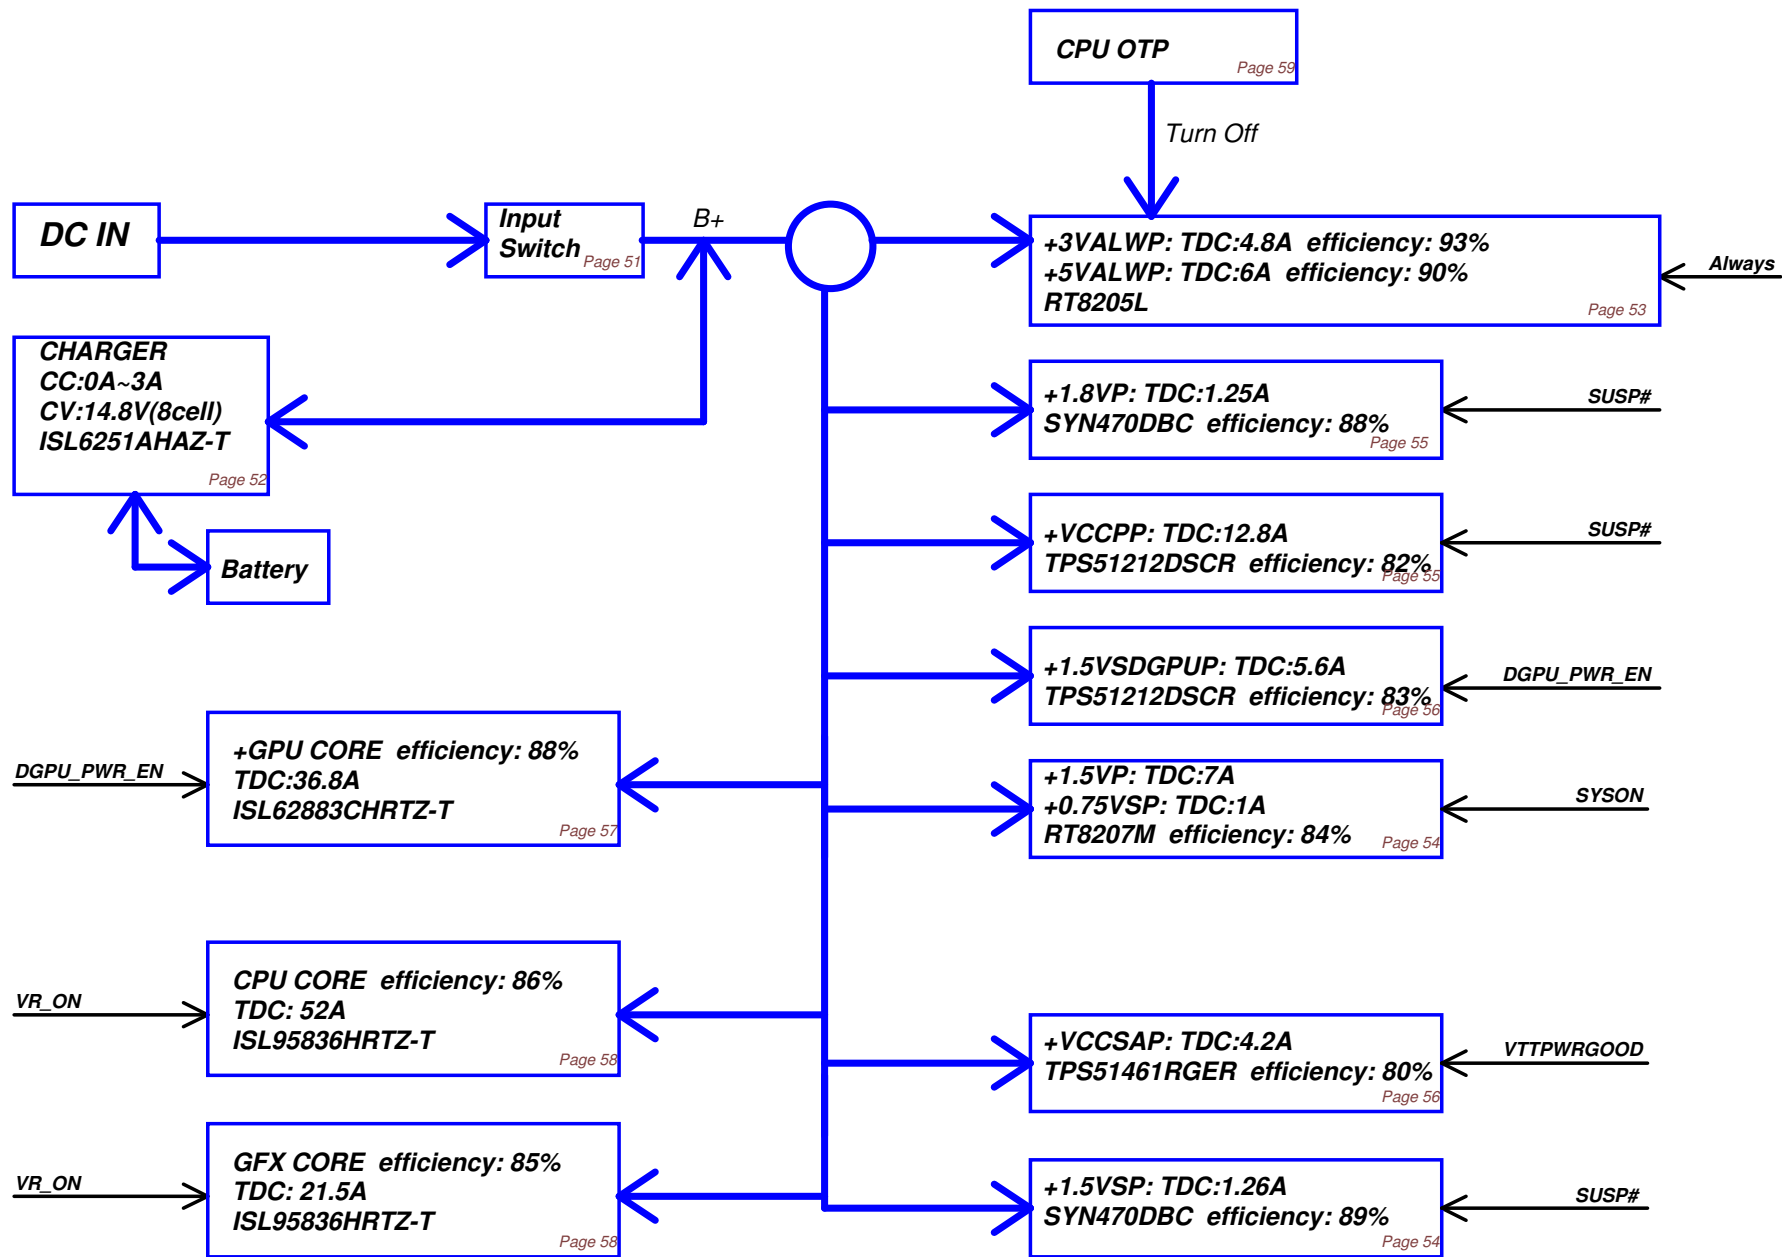 CPU OTP
Page 59
Turn Off
DC IN
Input
Switch
Page 51
B+
+3VALWP: TDC:4.8A efficiency: 93%
+5VALWP: TDC:6A efficiency: 90%
RT8205L
Page 53
Always
CHARGER
CC:0A~3A
CV:14.8V(8cell)
ISL6251AHAZ-T
Page 52
Battery
+1.8VP: TDC:1.25A
SYN470DBC efficiency: 88%
Page 55
SUSP#
+VCCPP: TDC:12.8A
TPS51212DSCR efficiency: 82%
Page 55
SUSP#
+1.5VSDGPUP: TDC:5.6A
TPS51212DSCR efficiency: 83%
Page 56
DGPU_PWR_EN
DGPU_PWR_EN
+GPU CORE efficiency: 88%
TDC:36.8A
ISL62883CHRTZ-T
Page 57
+1.5VP: TDC:7A
+0.75VSP: TDC:1A
RT8207M efficiency: 84%
Page 54
SYSON
VR_ON
CPU CORE efficiency: 86%
TDC: 52A
ISL95836HRTZ-T
Page 58
+VCCSAP: TDC:4.2A
TPS51461RGER efficiency: 80%
Page 56
VTTPWRGOOD
VR_ON
GFX CORE efficiency: 85%
TDC: 21.5A
ISL95836HRTZ-T
Page 58
+1.5VSP: TDC:1.26A
SYN470DBC efficiency: 89%
Page 54
SUSP#